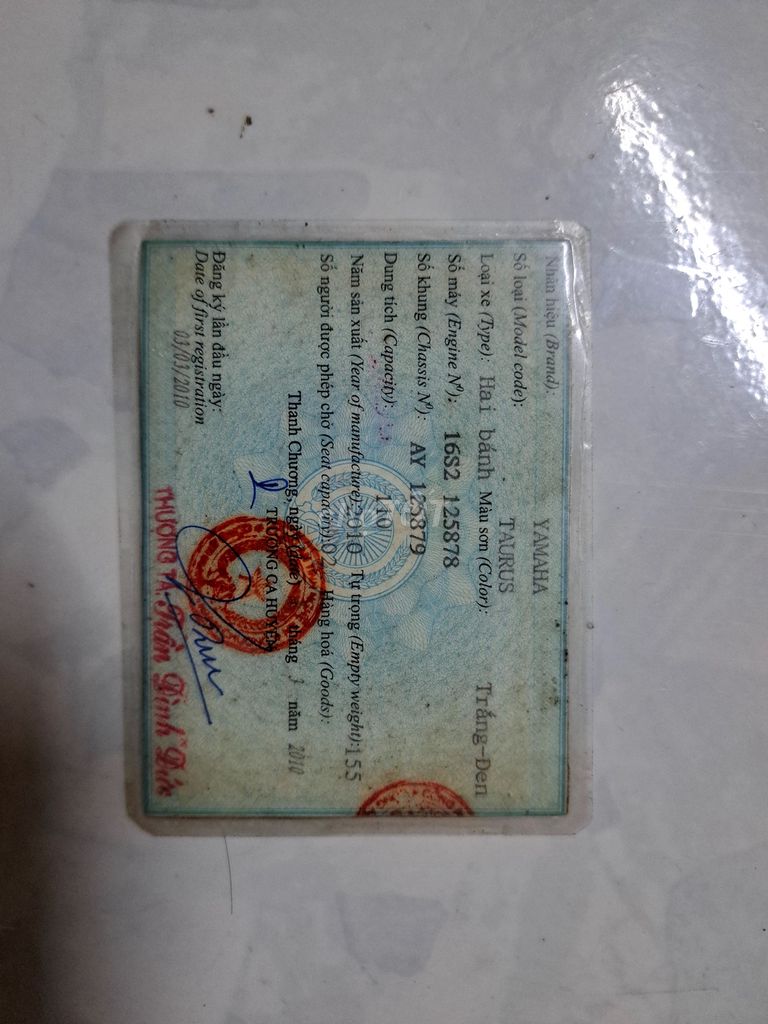 Nhãn hiệu (Brand): YAMAHA
Số loại (Model code): TAURUS
Loại xe (Type): Hai bánh Màu sơn (Color): Trắng-Đen
Số máy (Engine Nº): 16S2 125878
Số khung (Chassis Nº): AY 125879
Dung tích (Capacity): 110
Năm sản xuất (Year of manufacture): 2010 Tự trọng (Empty weight): 155
Số người được phép chở (Seat capacity): 02 Hàng hoá (Goods):
Thanh Chương, ngày (date) tháng 3 năm 2010
Đăng ký lần đầu ngày: TRƯỞNG CA HUYỆN
Date of first registration
03/03/2010
THƯỢNG TÁ Trần Đình Đức